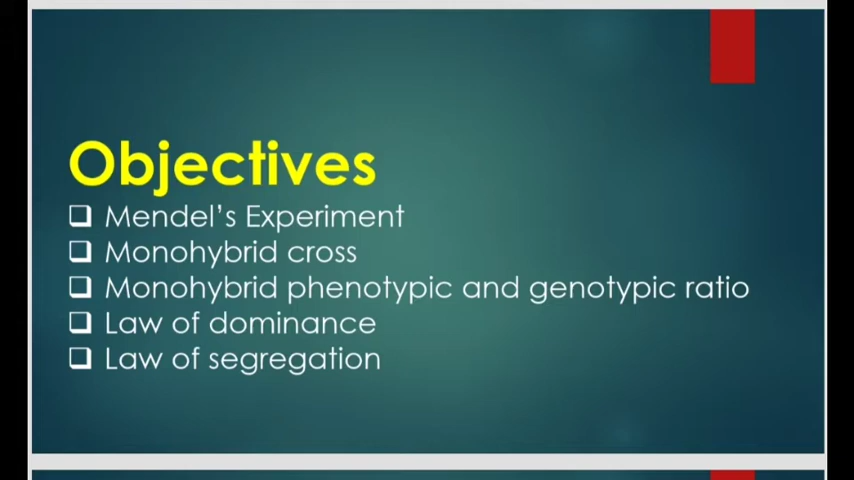 Objectives
❑ Mendel's Experiment
❑ Monohybrid cross
❑ Monohybrid phenotypic and genotypic ratio
❑ Law of dominance
❑ Law of segregation